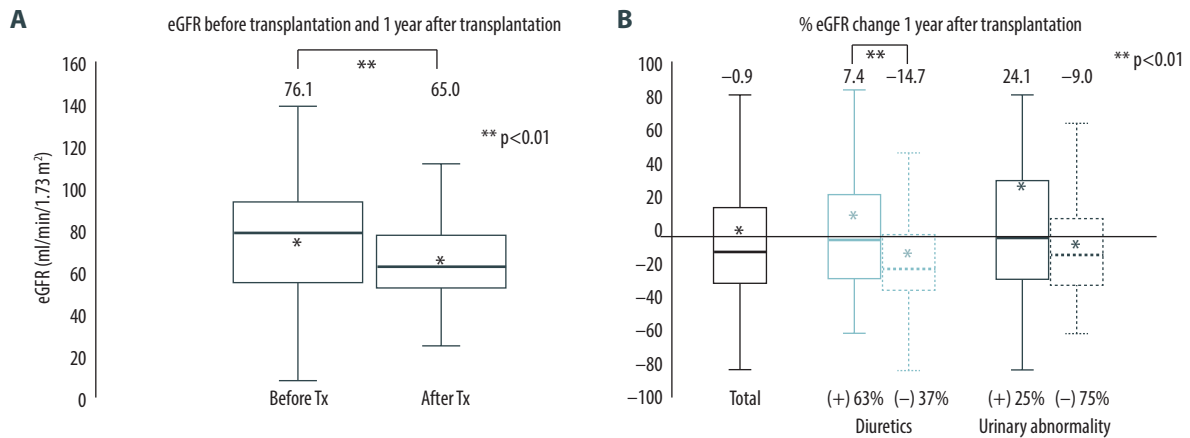 A
eGFR before transplantation and 1 year after transplantation
**
76.1
65.0
** p<0.01
eGFR (ml/min/1.73 m²)
160
140
120
100
80
60
40
20
0
Before Tx
After Tx
B
% eGFR change 1 year after transplantation
** p<0.01
**
−0.9
7.4
−14.7
24.1
−9.0
100
80
60
40
20
0
−20
−40
−60
−80
−100
Total
(+) 63%
(−) 37%
Diuretics
(+) 25%
(−) 75%
Urinary abnormality